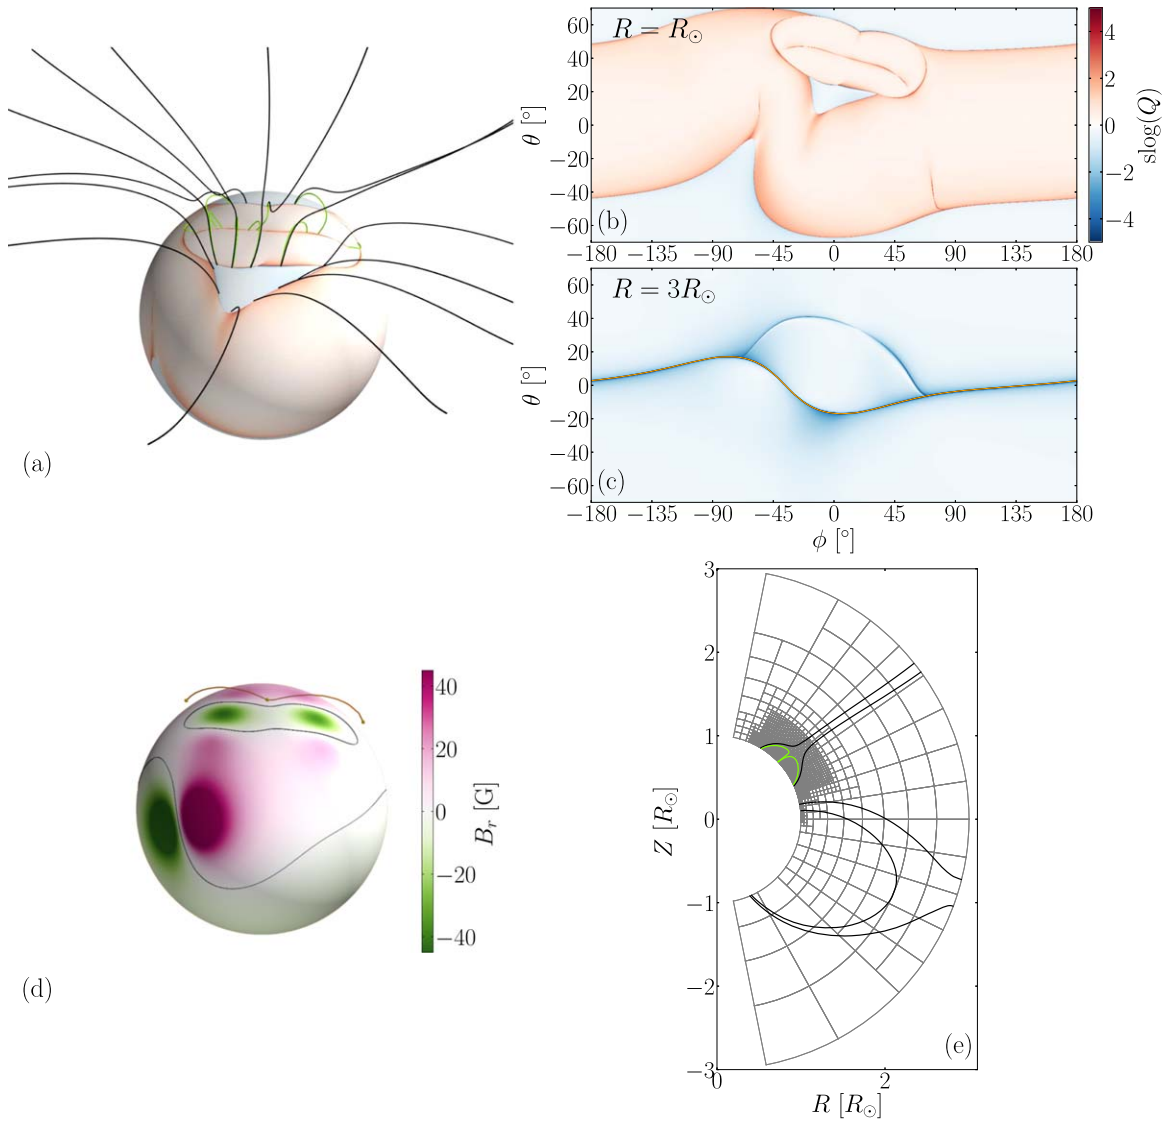 (a)
R = R⊙
θ [°]
60
40
20
0
−20
−40
−60
(b)
−180 −135 −90 −45 0 45 90 135 180
4
2
0
−2
−4
slog(Q)
R = 3R⊙
θ [°]
60
40
20
0
−20
−40
−60
(c)
−180 −135 −90 −45 0 45 90 135 180
ϕ [°]
(d)
40
20
0
−20
−40
B_r [G]
3
2
1
0
−1
−2
−3
Z [R⊙]
(e)
0 2
R [R⊙]